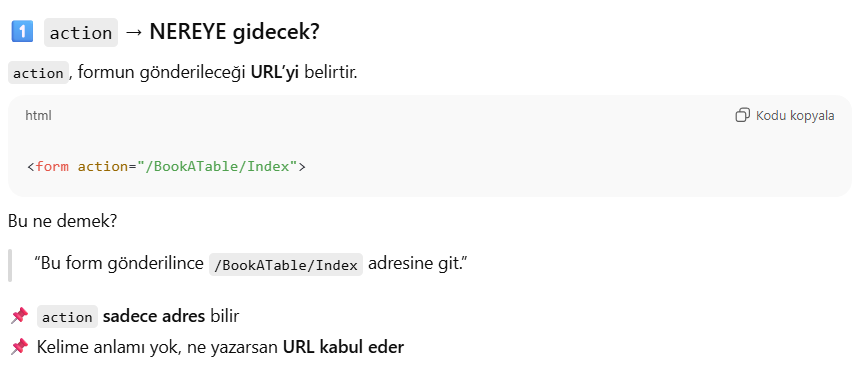 1 action → NEREYE gidecek?
action, formun gönderileceği URL’yi belirtir.
html Kodu kopyala
<form action="/BookATable/Index">
Bu ne demek?
“Bu form gönderilince /BookATable/Index adresine git.”
📌 action sadece adres bilir
📌 Kelime anlamı yok, ne yazarsan URL kabul eder